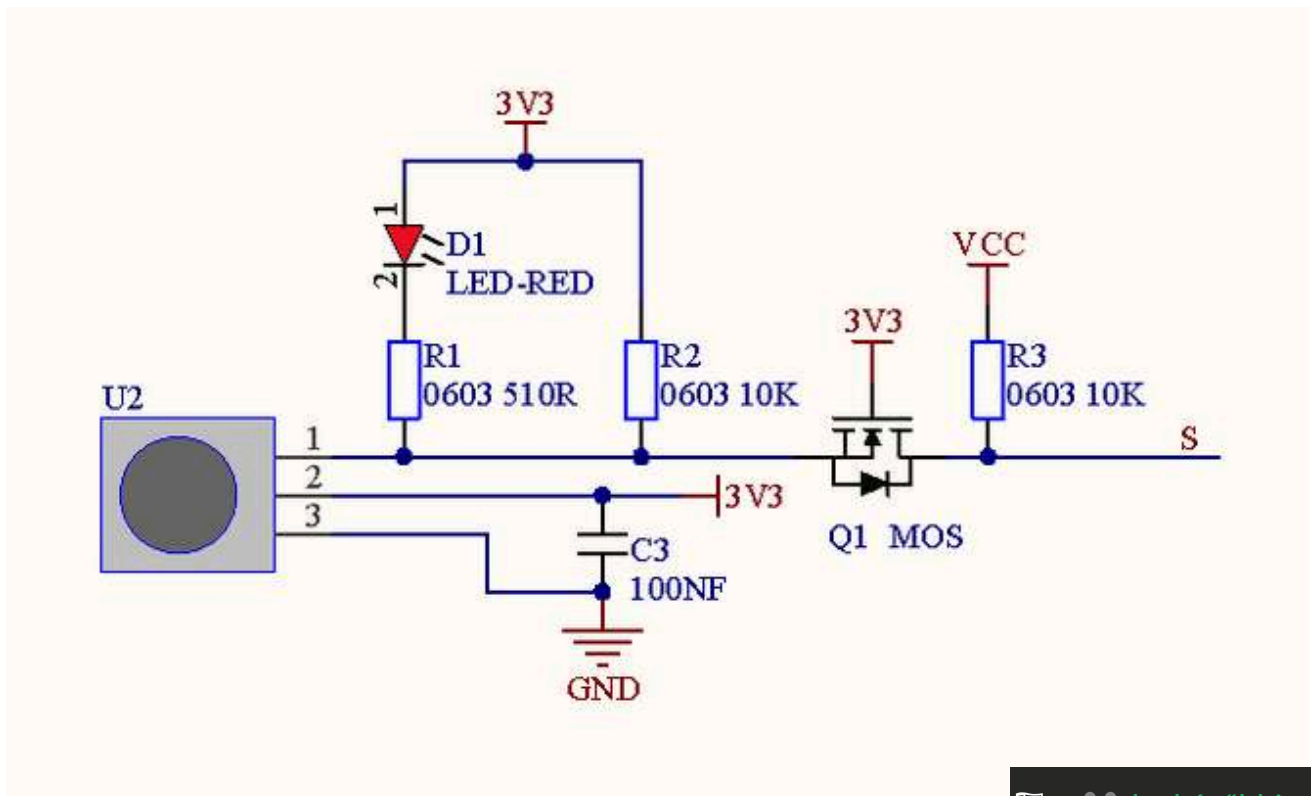 3V3
1
D1
2
LED-RED
VCC
3V3
R1
0603 510R
R2
0603 10K
R3
0603 10K
U2
1
S
2
3V3
3
Q1 MOS
C3
100NF
GND